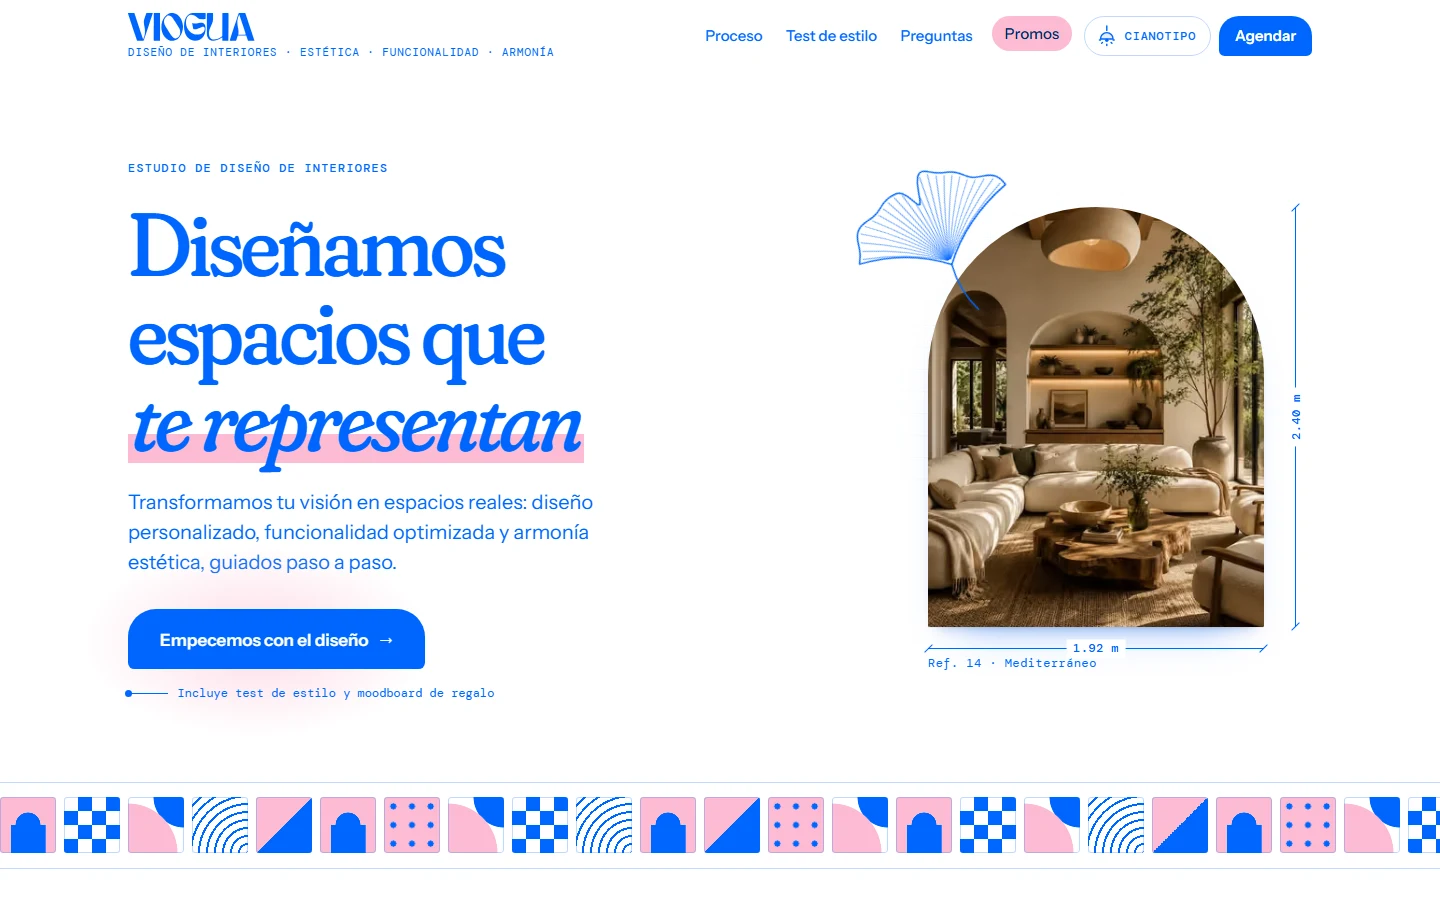 VIOGUA
DISEÑO DE INTERIORES · ESTÉTICA · FUNCIONALIDAD · ARMONÍA
Proceso
Test de estilo
Preguntas
Promos
CIANOTIPO
Agendar
ESTUDIO DE DISEÑO DE INTERIORES
Diseñamos
espacios que
te representan
Transformamos tu visión en espacios reales: diseño
personalizado, funcionalidad optimizada y armonía
estética, guiados paso a paso.
Empecemos con el diseño →
Incluye test de estilo y moodboard de regalo
2.40 m
1.92 m
Ref. 14 · Mediterráneo